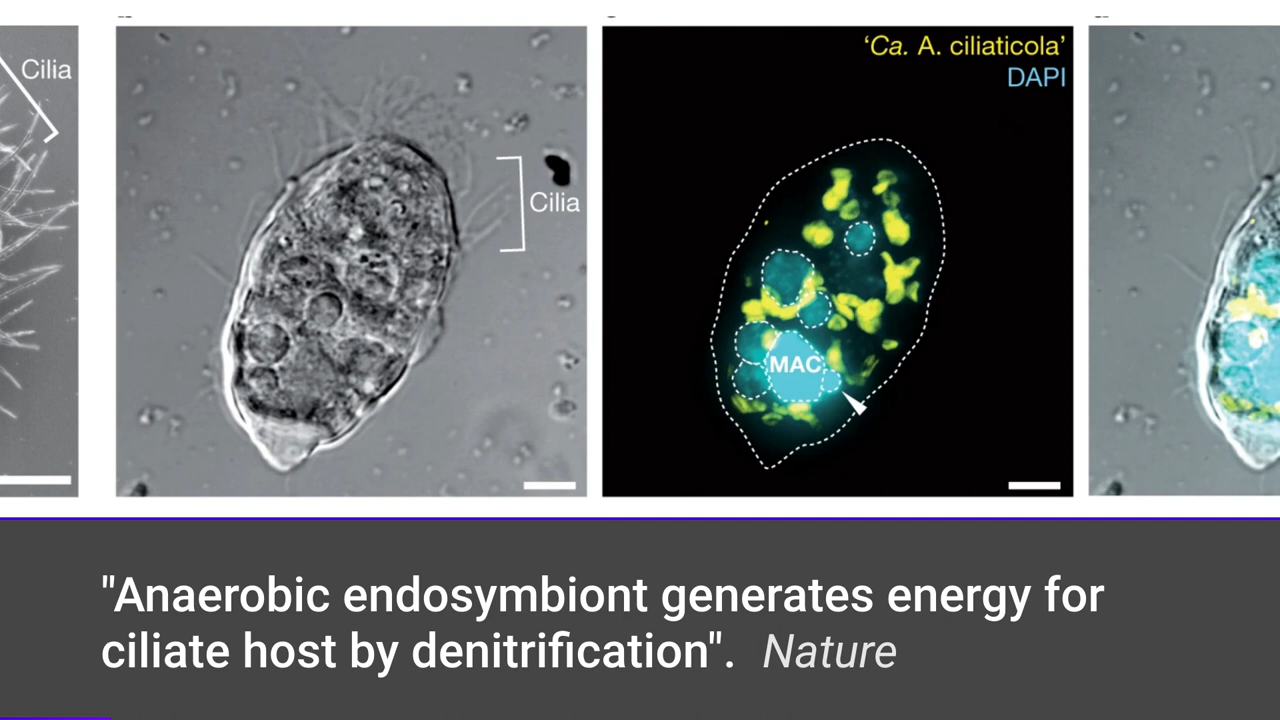 Cilia
Cilia
‘Ca. A. ciliaticola’
DAPI
MAC
"Anaerobic endosymbiont generates energy for
ciliate host by denitrification". Nature